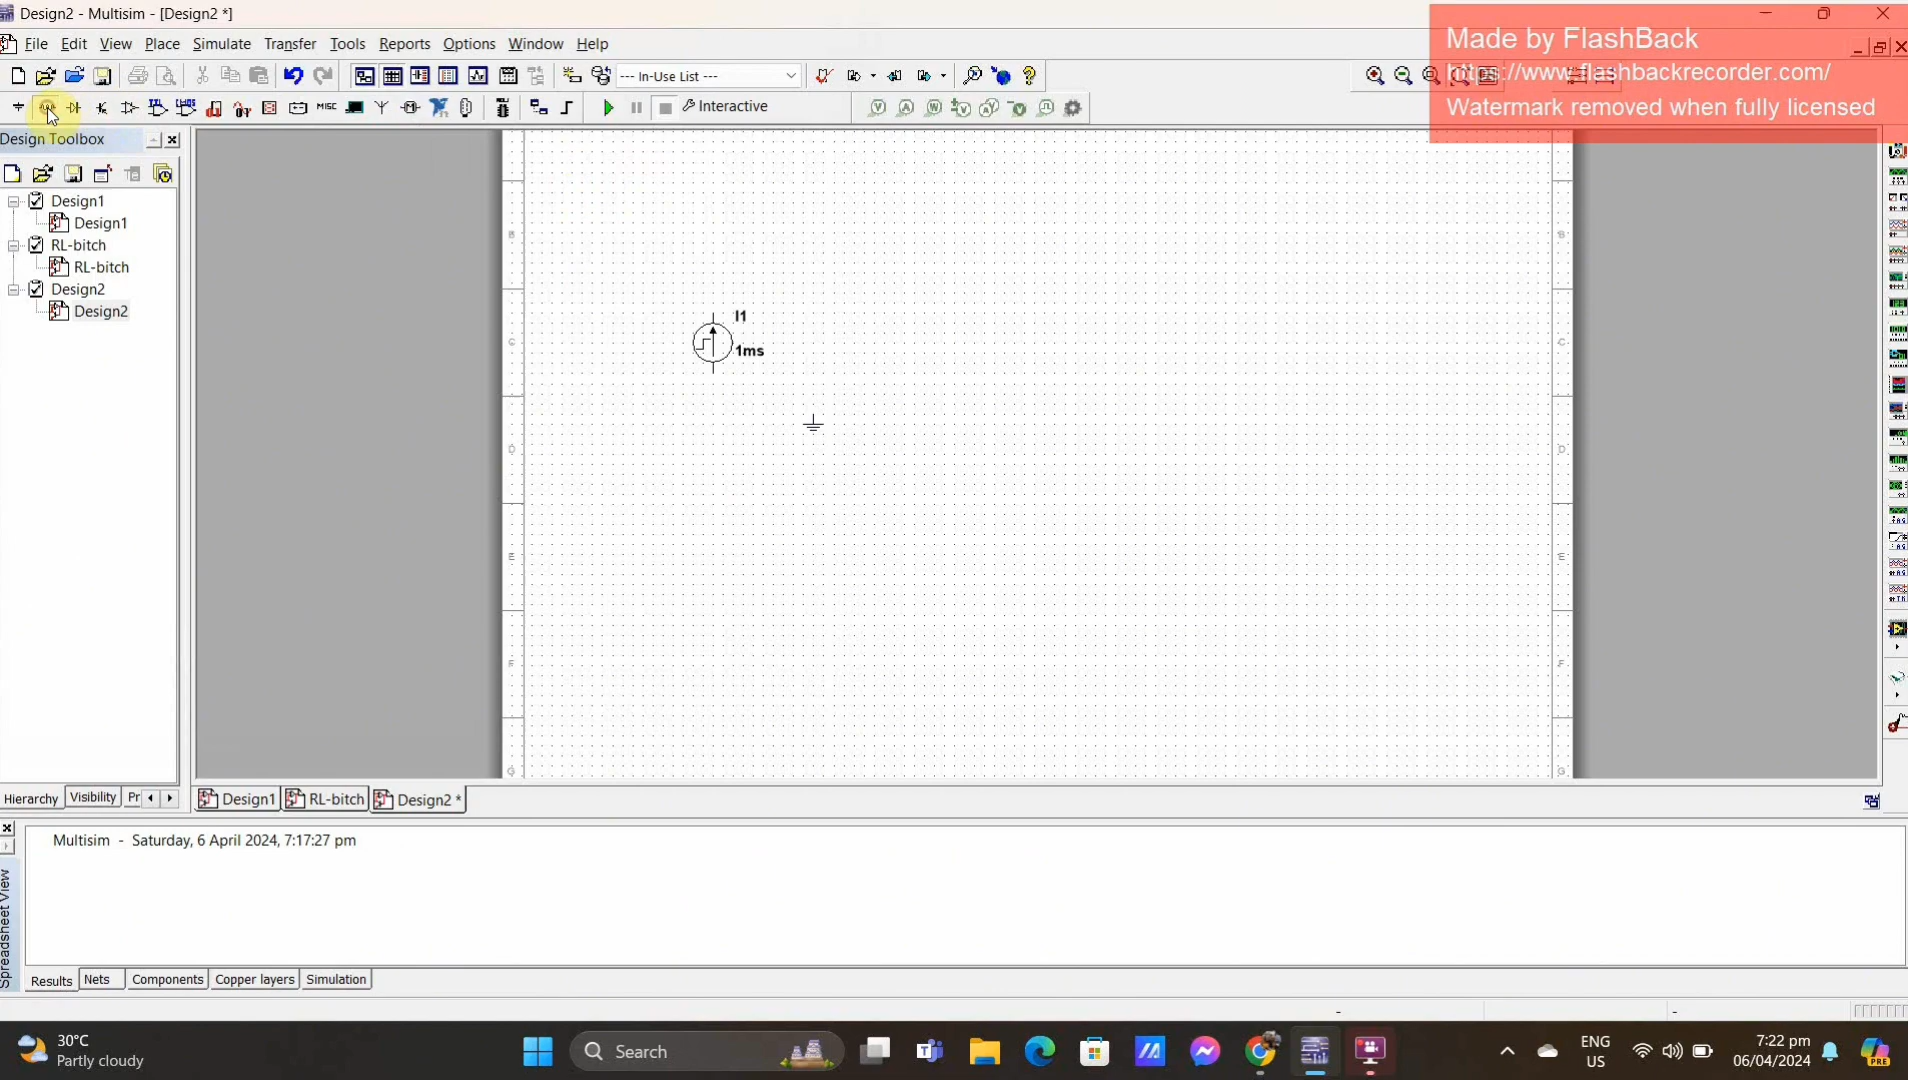 Design2 - Multisim - [Design2 *]
Made by FlashBack
https://www.flashbackrecorder.com/
Watermark removed when fully licensed
File Edit View Place Simulate Transfer Tools Reports Options Window Help
--- In-Use List ---
MISC
Interactive
Design Toolbox
Design1
Design1
RL-bitch
RL-bitch
Design2
Design2
B
B
I1
1ms
C
C
D
D
E
E
F
F
G
G
Hierarchy Visibility Pr
Design1 RL-bitch Design2 *
Multisim - Saturday, 6 April 2024, 7:17:27 pm
Spreadsheet View
Results Nets Components Copper layers Simulation
30°C
Partly cloudy
Search
ENG
US
7:22 pm
06/04/2024
PRE